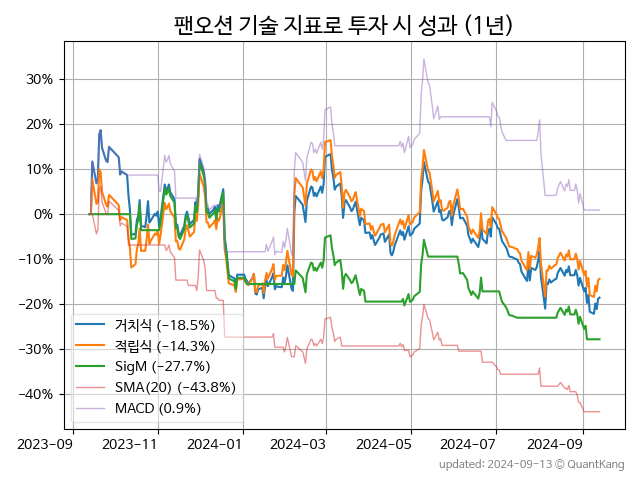 팬오션 기술 지표로 투자 시 성과 (1년)
30%
20%
10%
0%
−10%
−20%
−30%
−40%
거치식 (−18.5%)
적립식 (−14.3%)
SigM (−27.7%)
SMA(20) (−43.8%)
MACD (0.9%)
2023-09
2023-11
2024-01
2024-03
2024-05
2024-07
2024-09
updated: 2024-09-13 ⓒ QuantKang